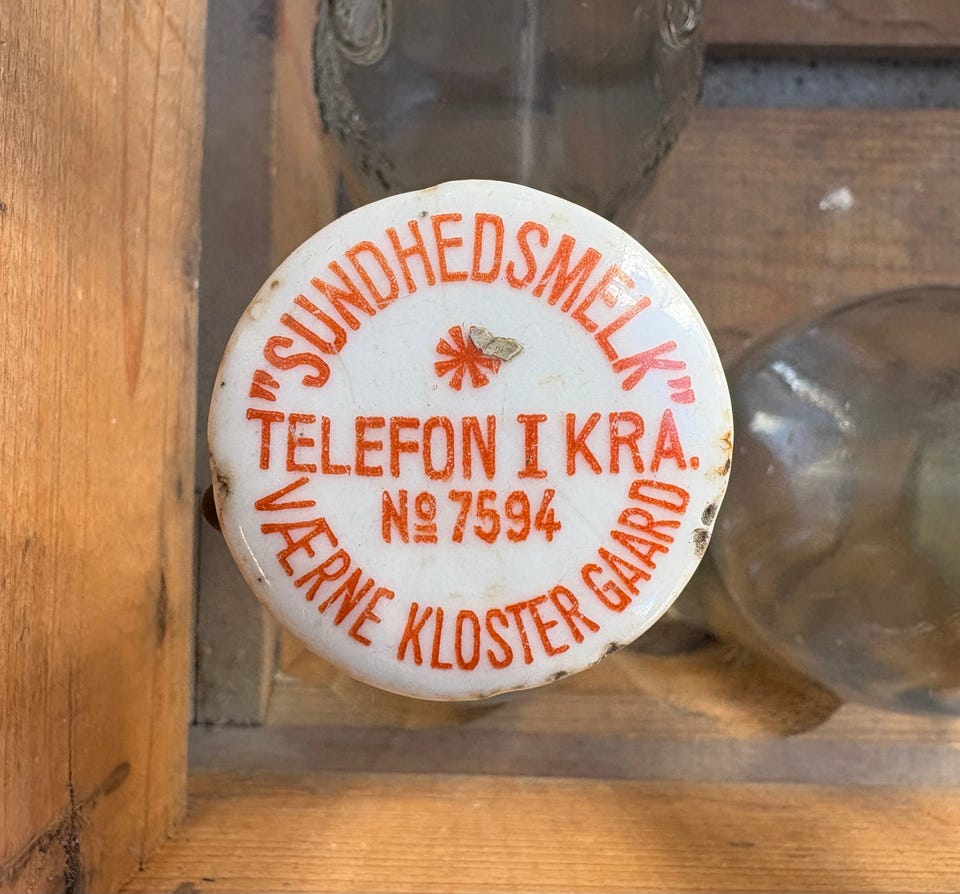 "SUNDHEDSMELK"
TELEFON I KRA.
No 7594
VÆRNE KLOSTER GAARD